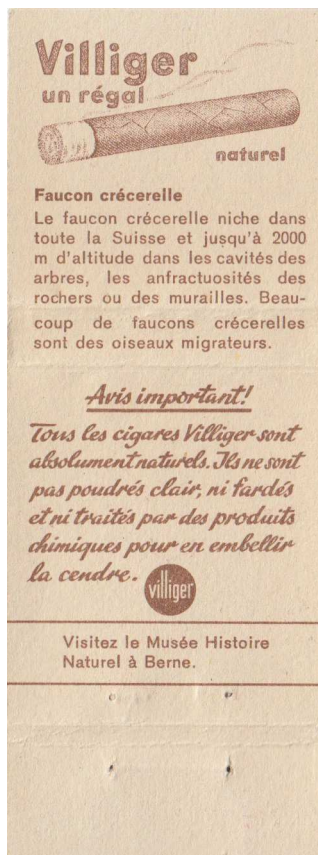 Villiger
un régal
naturel
Faucon crécerelle
Le faucon crécerelle niche dans
toute la Suisse et jusqu'à 2000
m d'altitude dans les cavités des
arbres, les anfractuosités des
rochers ou des murailles. Beau-
coup de faucons crécerelles
sont des oiseaux migrateurs.
Avis important!
Tous les cigares Villiger sont
absolument naturels. Ils ne sont
pas poudrés clair, ni fardés
et ni traités par des produits
chimiques pour en embellir
la cendre.
villiger
Visitez le Musée Histoire
Naturel à Berne.